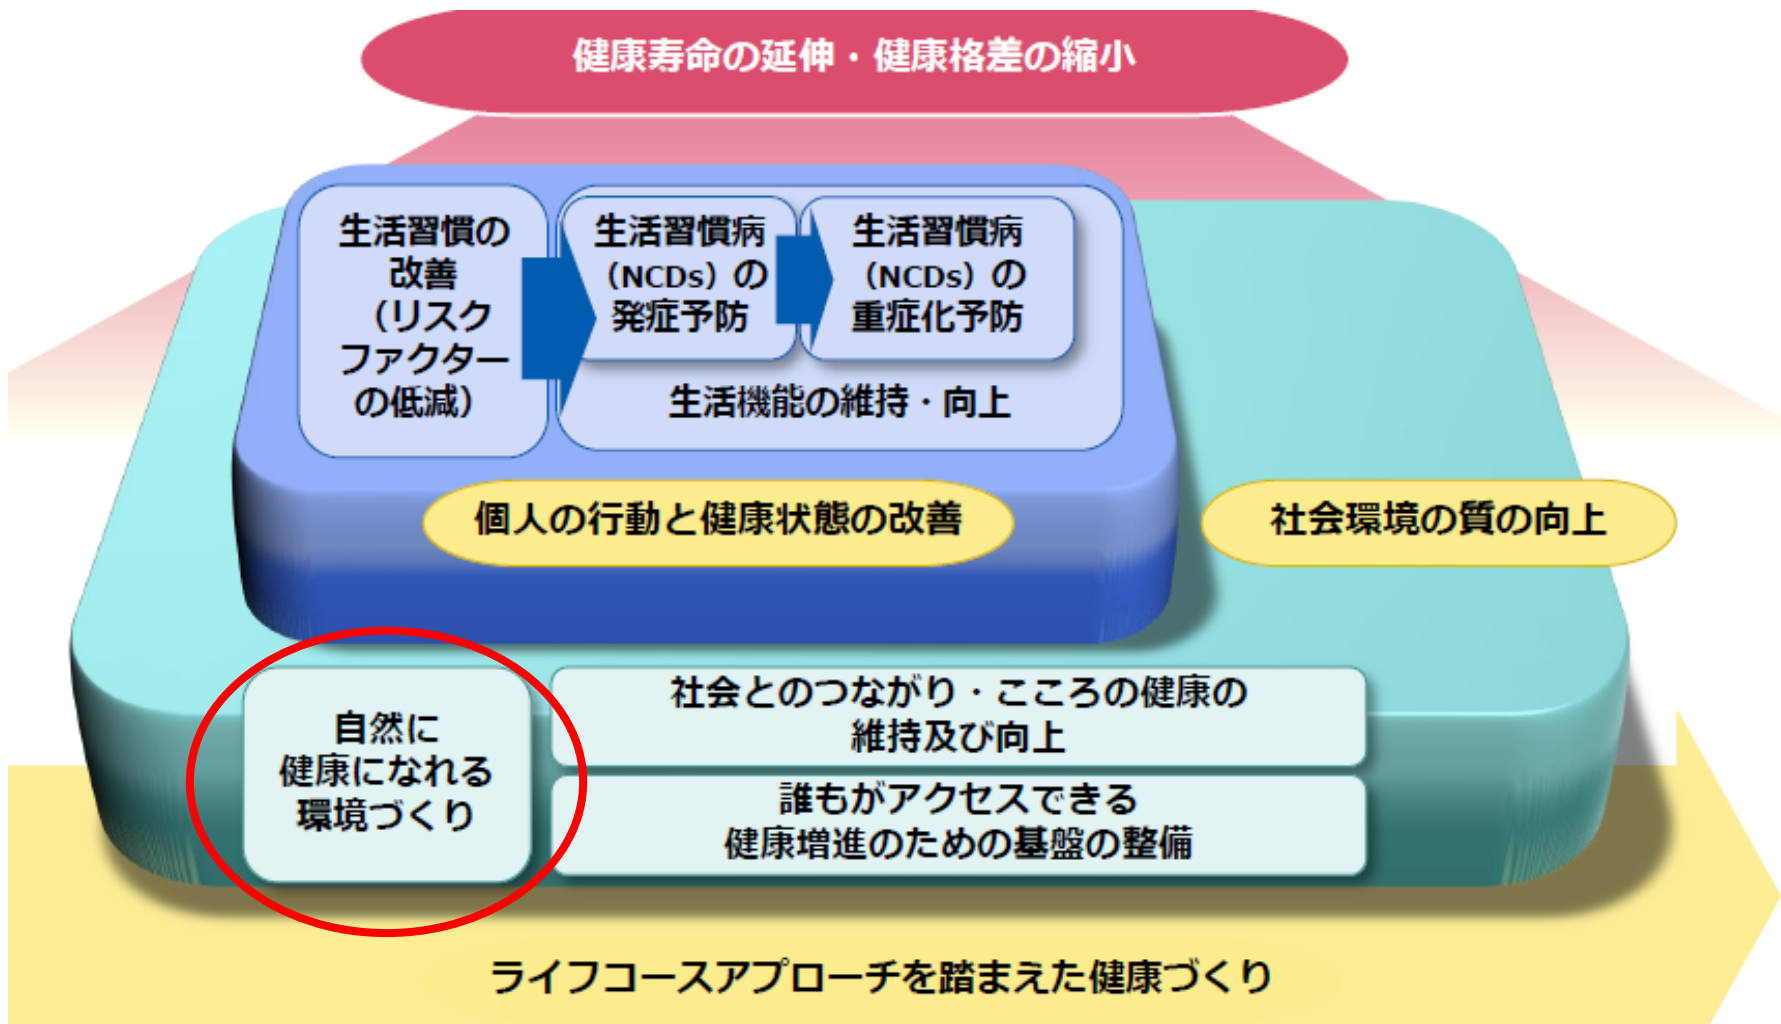 健康寿命の延伸・健康格差の縮小
生活習慣の
改善
（リスク
ファクター
の低減）
生活習慣病
（NCDs）の
発症予防
生活習慣病
（NCDs）の
重症化予防
生活機能の維持・向上
個人の行動と健康状態の改善
社会環境の質の向上
自然に
健康になれる
環境づくり
社会とのつながり・こころの健康の
維持及び向上
誰もがアクセスできる
健康増進のための基盤の整備
ライフコースアプローチを踏まえた健康づくり